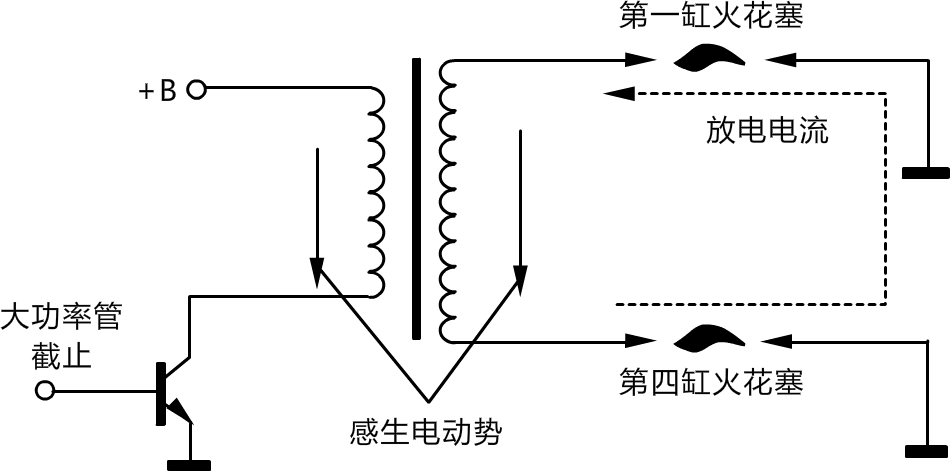 第一缸火花塞
+B
放电电流
大功率管
截止
第四缸火花塞
感生电动势